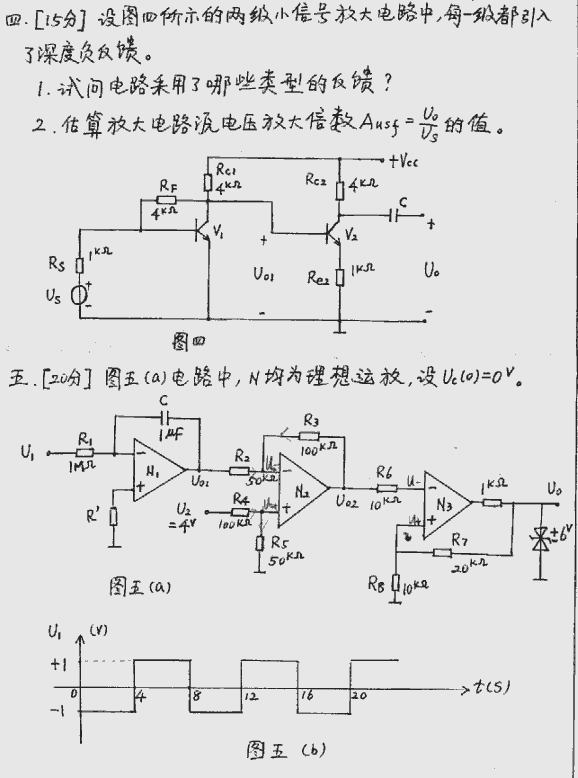 四.[15分] 设图四所示的两级小信号放大电路中,每一级都引入
了深度负反馈。
1. 试问电路采用了哪些类型的反馈?
2. 估算放大电路源电压放大倍数 Ausf = Uo/Us 的值。
+Vcc
Rc1
4kΩ
Rc2
4kΩ
RF
4kΩ
C
V1
V2
+
+
Rs
1kΩ
Uo1
Re2
1kΩ
Uo
Us
+
-
-
-
图四
五.[20分] 图五(a)电路中, N均为理想运放, 设Uc(0)=0V。
C
1μF
R3
100kΩ
U1
R1
1MΩ
-
N1
+
Uo1
R2
50kΩ
U-
-
N2
+
Uo2
R6
10kΩ
U-
-
N3
+
1kΩ
Uo
R'
U2
=4V
R4
100kΩ
U+
R5
50kΩ
R7
20kΩ
±6V
R8
10kΩ
图五(a)
U1 (V)
+1
0
4
8
12
16
20
t(S)
-1
图五 (b)